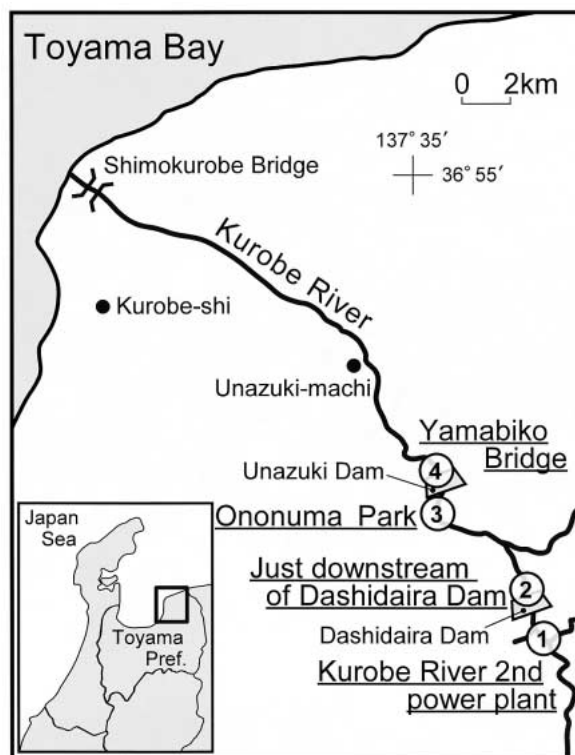 Toyama Bay
0 2km
137° 35′
36° 55′
Shimokurobe Bridge
Kurobe River
Kurobe-shi
Unazuki-machi
Yamabiko
Bridge
4
Unazuki Dam
3
Ononuma Park
Just downstream
of Dashidaira Dam
2
Dashidaira Dam
1
Kurobe River 2nd
power plant
Japan
Sea
Toyama
Pref.